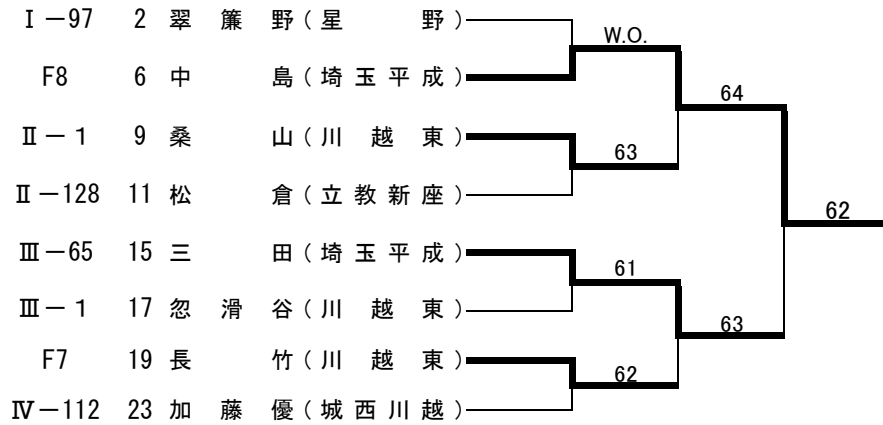 Ⅰ－97 2 翠簾野(星野)
W.O.
F8 6 中島(埼玉平成)
64
Ⅱ－1 9 桑山(川越東)
63
Ⅱ－128 11 松倉(立教新座)
62
Ⅲ－65 15 三田(埼玉平成)
61
Ⅲ－1 17 忽滑谷(川越東)
63
F7 19 長竹(川越東)
62
Ⅳ－112 23 加藤優(城西川越)